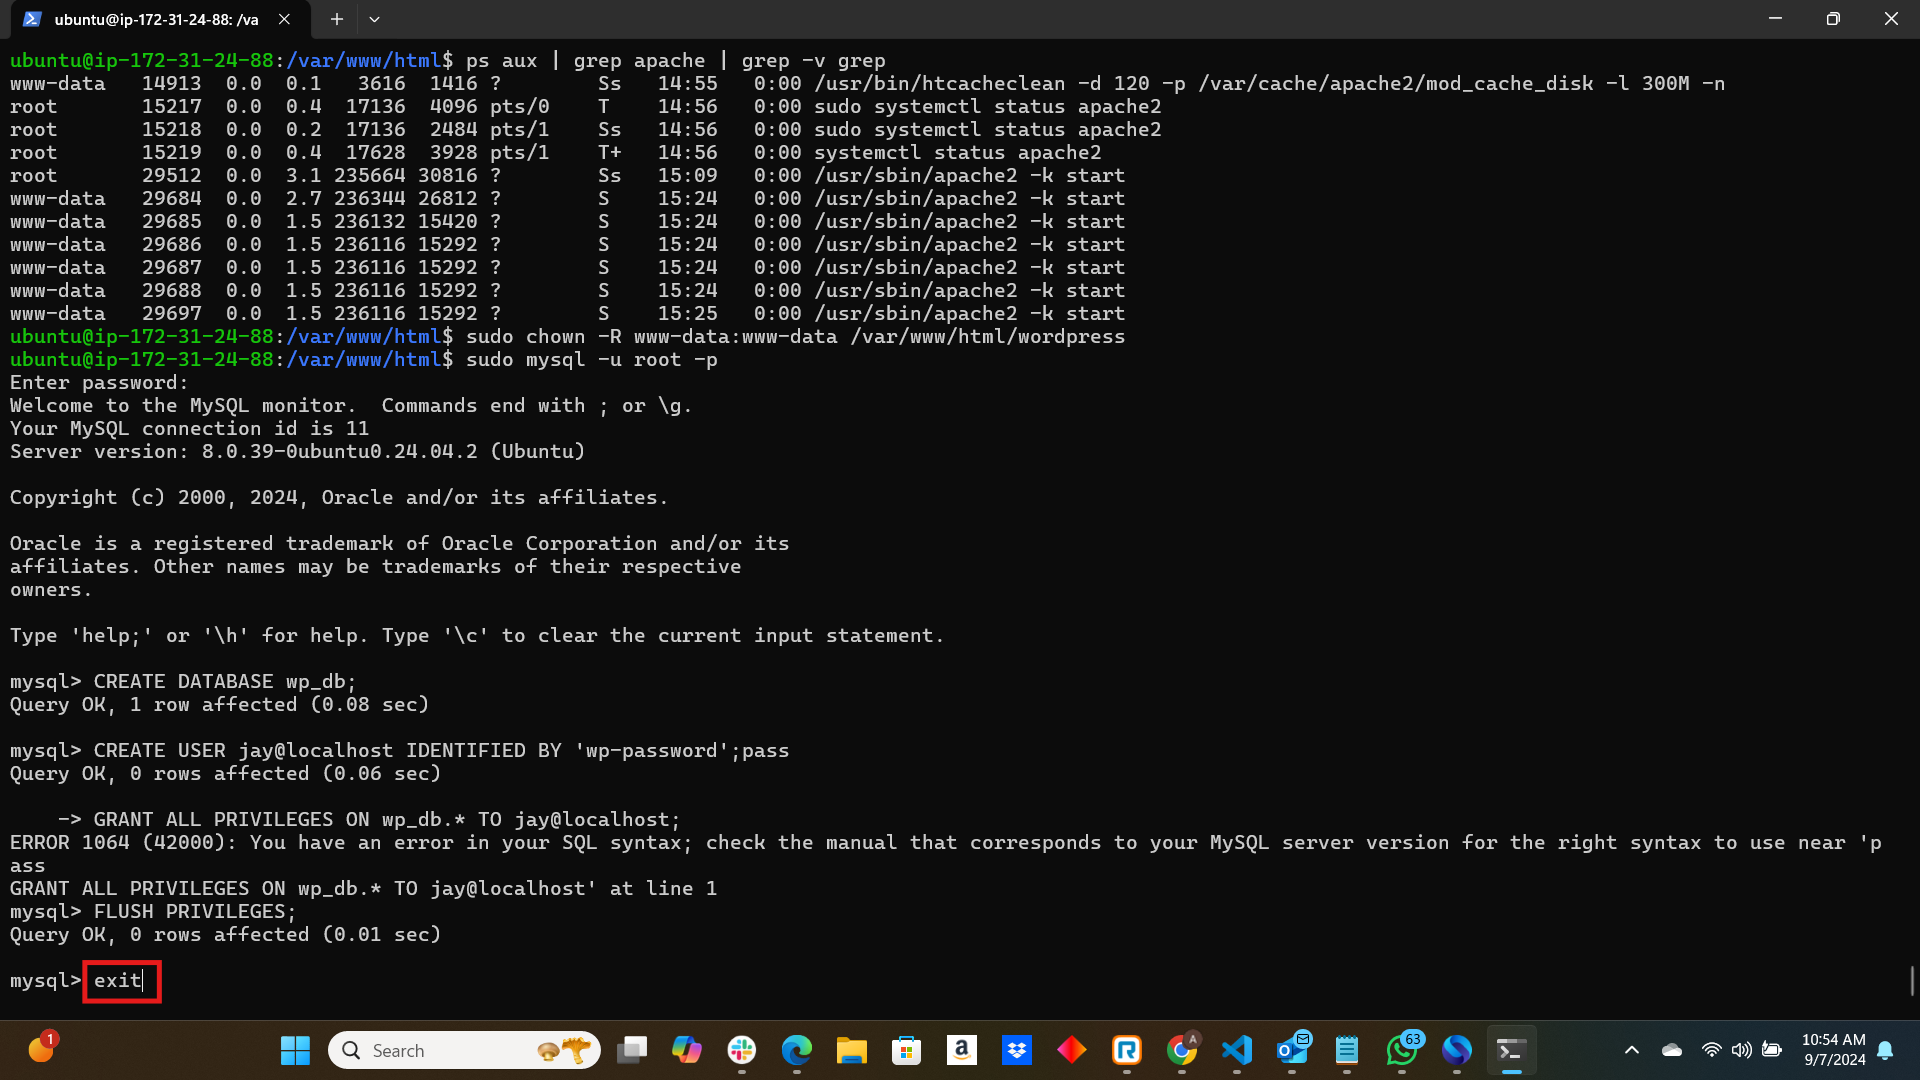 ubuntu@ip-172-31-24-88: /va
ubuntu@ip-172-31-24-88:/var/www/html$ ps aux | grep apache | grep -v grep
www-data   14913  0.0  0.1   3616  1416 ?        Ss   14:55   0:00 /usr/bin/htcacheclean -d 120 -p /var/cache/apache2/mod_cache_disk -l 300M -n
root       15217  0.0  0.4  17136  4096 pts/0    T    14:56   0:00 sudo systemctl status apache2
root       15218  0.0  0.2  17136  2484 pts/1    Ss   14:56   0:00 sudo systemctl status apache2
root       15219  0.0  0.4  17628  3928 pts/1    T+   14:56   0:00 systemctl status apache2
root       29512  0.0  3.1 235664 30816 ?        Ss   15:09   0:00 /usr/sbin/apache2 -k start
www-data   29684  0.0  2.7 236344 26812 ?        S    15:24   0:00 /usr/sbin/apache2 -k start
www-data   29685  0.0  1.5 236132 15420 ?        S    15:24   0:00 /usr/sbin/apache2 -k start
www-data   29686  0.0  1.5 236116 15292 ?        S    15:24   0:00 /usr/sbin/apache2 -k start
www-data   29687  0.0  1.5 236116 15292 ?        S    15:24   0:00 /usr/sbin/apache2 -k start
www-data   29688  0.0  1.5 236116 15292 ?        S    15:24   0:00 /usr/sbin/apache2 -k start
www-data   29697  0.0  1.5 236116 15292 ?        S    15:25   0:00 /usr/sbin/apache2 -k start
ubuntu@ip-172-31-24-88:/var/www/html$ sudo chown -R www-data:www-data /var/www/html/wordpress
ubuntu@ip-172-31-24-88:/var/www/html$ sudo mysql -u root -p
Enter password:
Welcome to the MySQL monitor.  Commands end with ; or \g.
Your MySQL connection id is 11
Server version: 8.0.39-0ubuntu0.24.04.2 (Ubuntu)
Copyright (c) 2000, 2024, Oracle and/or its affiliates.
Oracle is a registered trademark of Oracle Corporation and/or its
affiliates. Other names may be trademarks of their respective
owners.
Type 'help;' or '\h' for help. Type '\c' to clear the current input statement.
mysql> CREATE DATABASE wp_db;
Query OK, 1 row affected (0.08 sec)
mysql> CREATE USER jay@localhost IDENTIFIED BY 'wp-password';pass
Query OK, 0 rows affected (0.06 sec)
    -> GRANT ALL PRIVILEGES ON wp_db.* TO jay@localhost;
ERROR 1064 (42000): You have an error in your SQL syntax; check the manual that corresponds to your MySQL server version for the right syntax to use near 'p
ass
GRANT ALL PRIVILEGES ON wp_db.* TO jay@localhost' at line 1
mysql> FLUSH PRIVILEGES;
Query OK, 0 rows affected (0.01 sec)
mysql> exit
1
Search
a
A
63
10:54 AM
9/7/2024